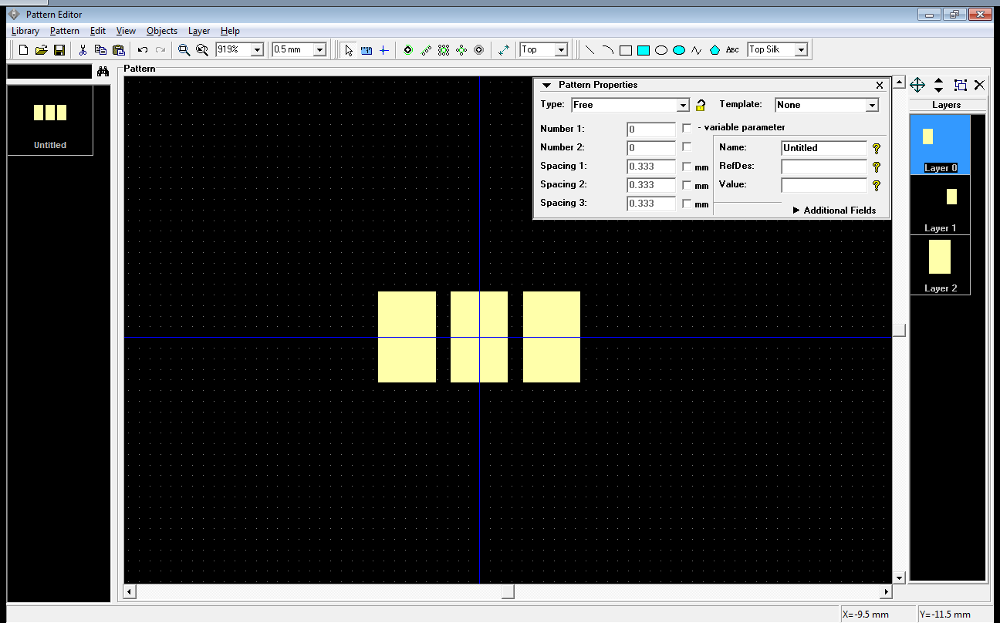 Pattern Editor
Library Pattern Edit View Objects Layer Help
919% 0.5 mm Top ABC Top Silk
Pattern
Untitled
Pattern Properties
Type: Free Template: None
Number 1: 0 - variable parameter
Number 2: 0 Name: Untitled
Spacing 1: 0.333 mm RefDes:
Spacing 2: 0.333 mm Value:
Spacing 3: 0.333 mm
Additional Fields
Layers
Layer 0
Layer 1
Layer 2
X=-9.5 mm Y=-11.5 mm